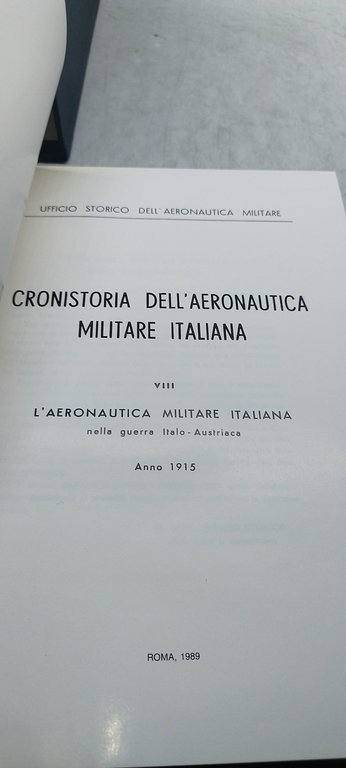 UFFICIO STORICO DELL'AERONAUTICA MILITARE
CRONISTORIA DELL'AERONAUTICA
MILITARE ITALIANA
VIII
L'AERONAUTICA MILITARE ITALIANA
nella guerra Italo-Austriaca
Anno 1915
ROMA, 1989